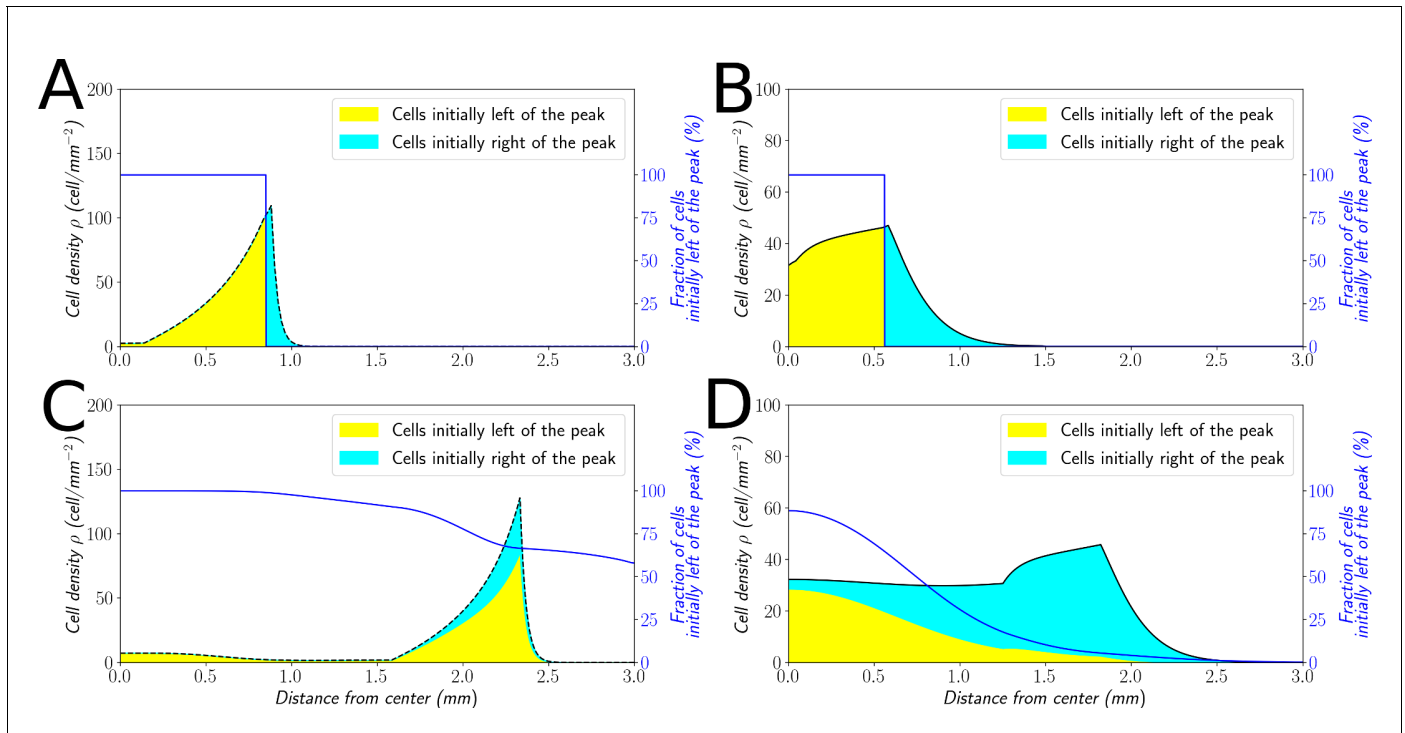 A
200
150
100
50
0
Cell density ρ (cell/mm⁻²)
Cells initially left of the peak
Cells initially right of the peak
100
75
50
25
0
Fraction of cells
initially left of the peak (%)
0.0 0.5 1.0 1.5 2.0 2.5 3.0
B
100
80
60
40
20
0
Cell density ρ (cell/mm⁻²)
Cells initially left of the peak
Cells initially right of the peak
100
75
50
25
0
Fraction of cells
initially left of the peak (%)
0.0 0.5 1.0 1.5 2.0 2.5 3.0
C
200
150
100
50
0
Cell density ρ (cell/mm⁻²)
Cells initially left of the peak
Cells initially right of the peak
100
75
50
25
0
Fraction of cells
initially left of the peak (%)
0.0 0.5 1.0 1.5 2.0 2.5 3.0
Distance from center (mm)
D
100
80
60
40
20
0
Cell density ρ (cell/mm⁻²)
Cells initially left of the peak
Cells initially right of the peak
100
75
50
25
0
Fraction of cells
initially left of the peak (%)
0.0 0.5 1.0 1.5 2.0 2.5 3.0
Distance from center (mm)